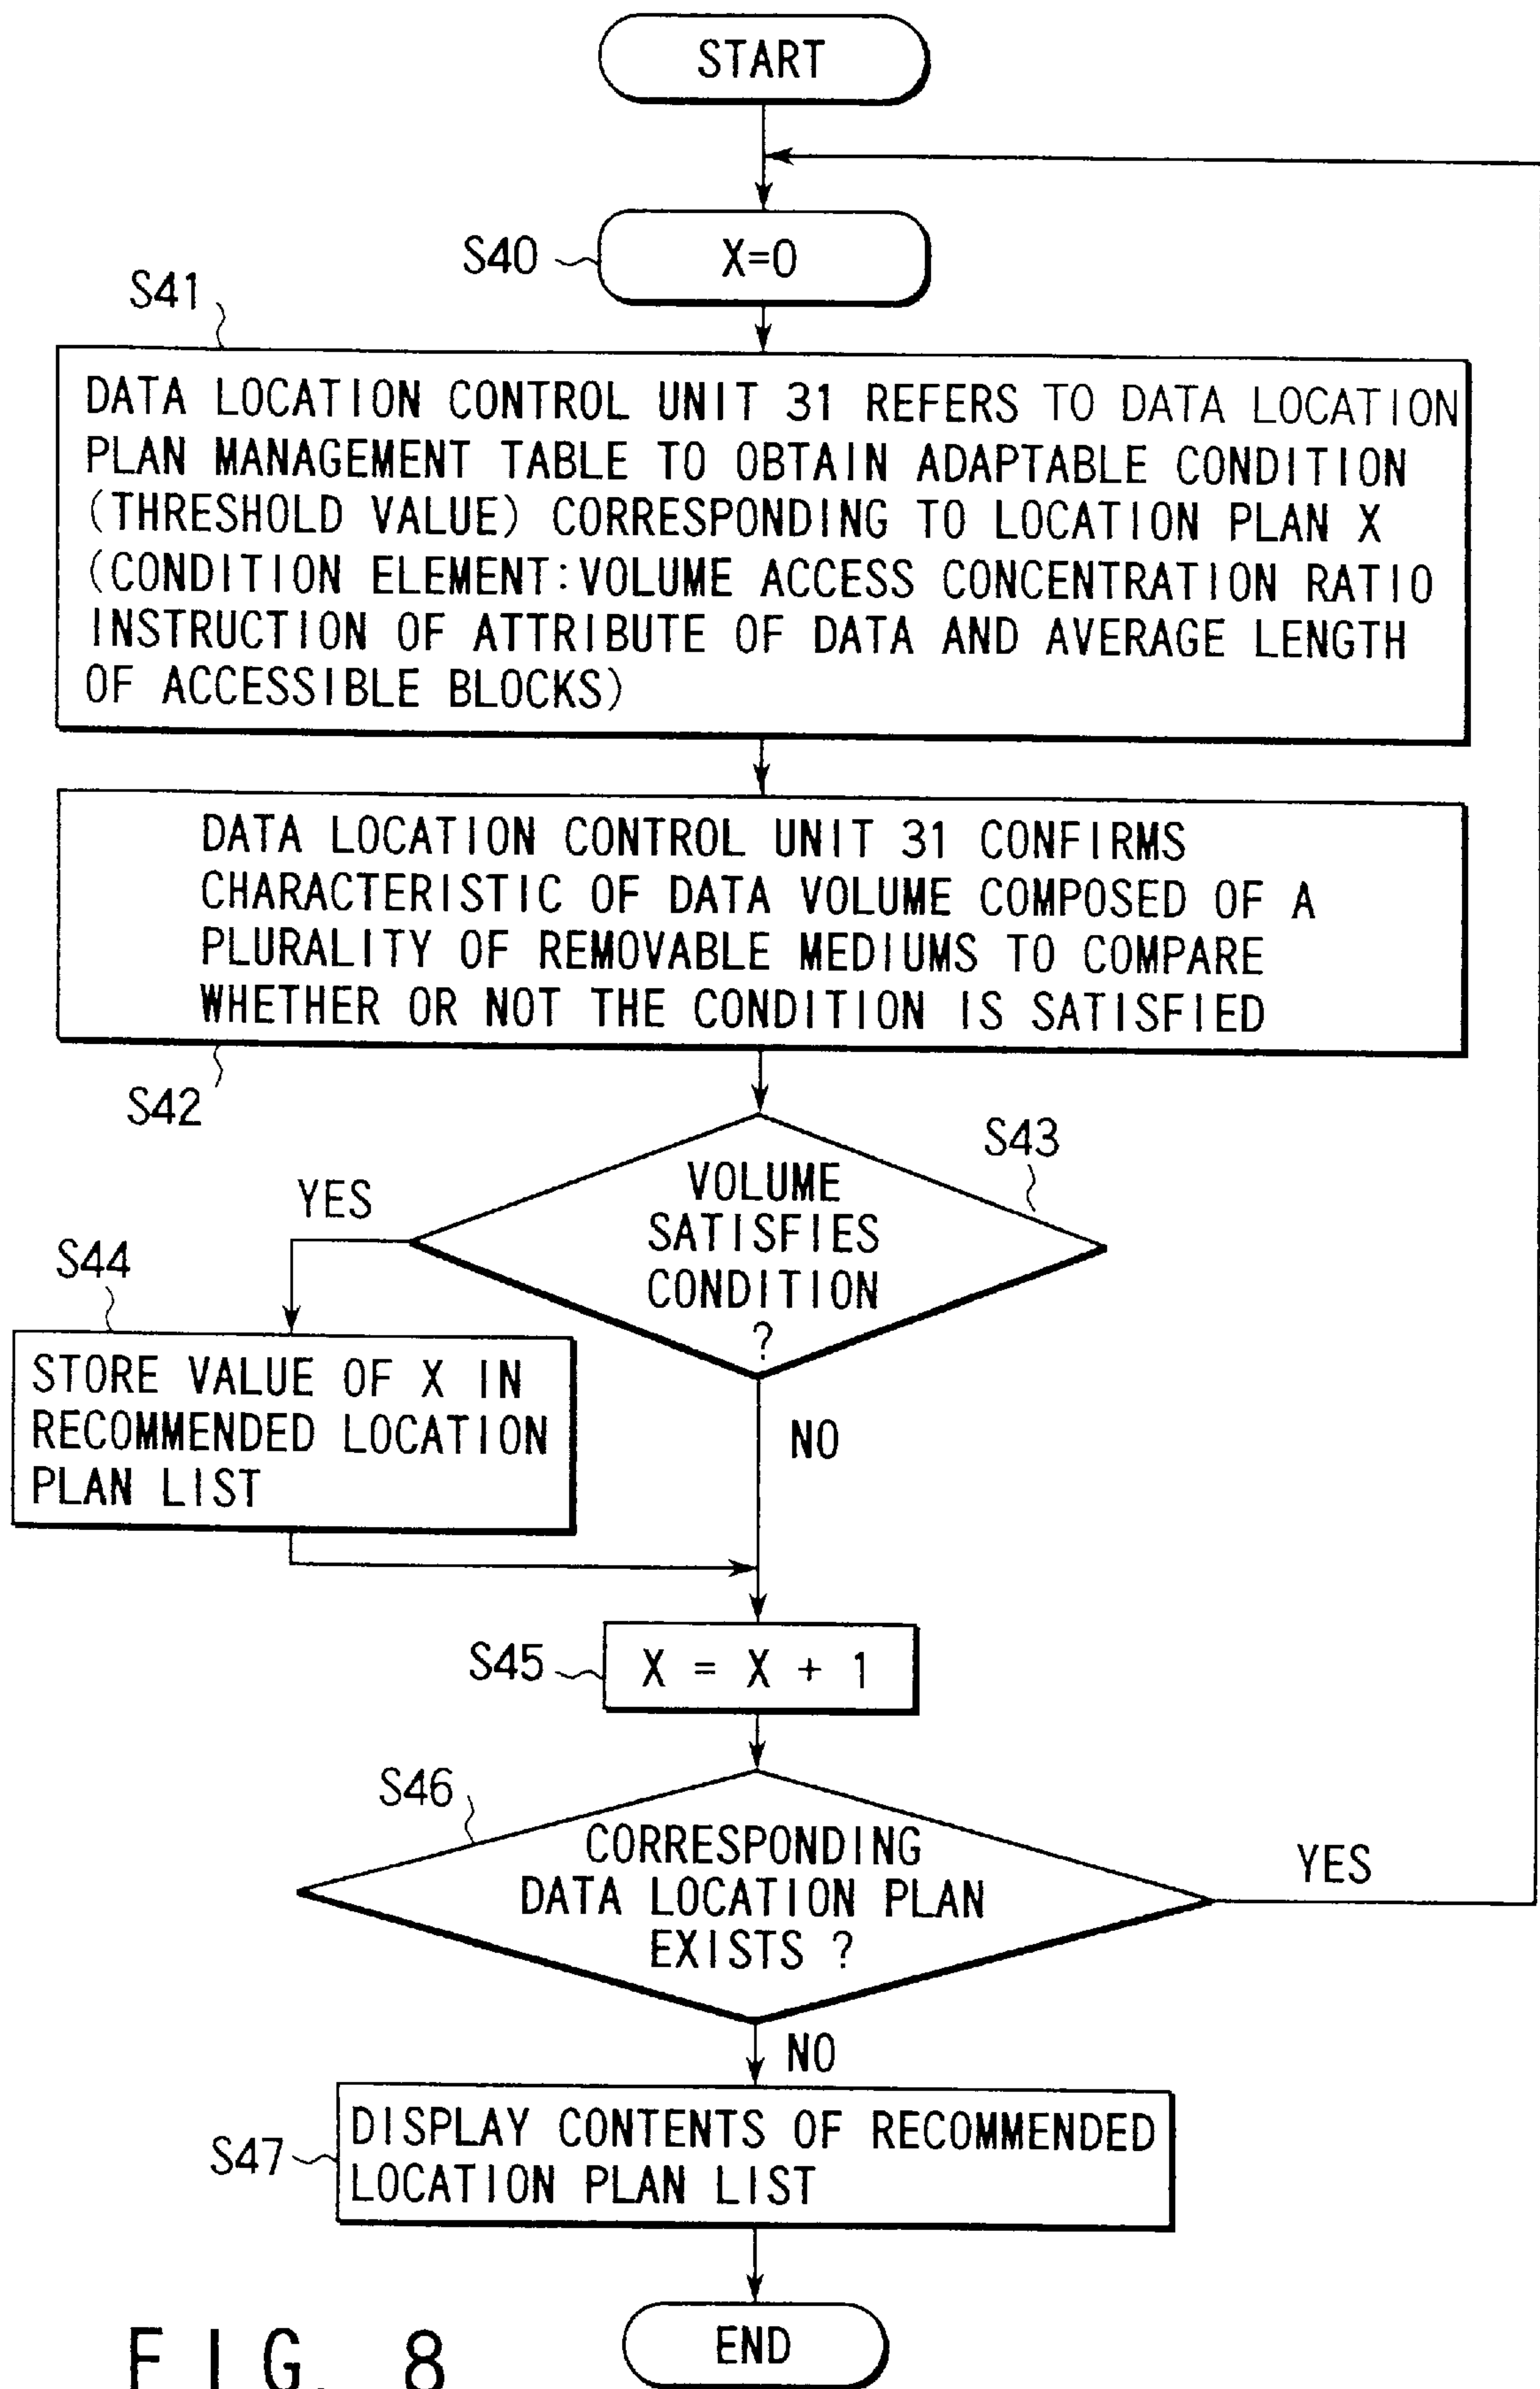 START
S40
X=0
S41
DATA LOCATION CONTROL UNIT 31 REFERS TO DATA LOCATION
PLAN MANAGEMENT TABLE TO OBTAIN ADAPTABLE CONDITION
(THRESHOLD VALUE) CORRESPONDING TO LOCATION PLAN X
(CONDITION ELEMENT:VOLUME ACCESS CONCENTRATION RATIO
INSTRUCTION OF ATTRIBUTE OF DATA AND AVERAGE LENGTH
OF ACCESSIBLE BLOCKS)
DATA LOCATION CONTROL UNIT 31 CONFIRMS
CHARACTERISTIC OF DATA VOLUME COMPOSED OF A
PLURALITY OF REMOVABLE MEDIUMS TO COMPARE
WHETHER OR NOT THE CONDITION IS SATISFIED
S42
S43
VOLUME
SATISFIES
CONDITION
?
YES
S44
STORE VALUE OF X IN
RECOMMENDED LOCATION
PLAN LIST
NO
S45
X = X + 1
S46
CORRESPONDING
DATA LOCATION PLAN
EXISTS ?
YES
NO
S47
DISPLAY CONTENTS OF RECOMMENDED
LOCATION PLAN LIST
END
FIG. 8